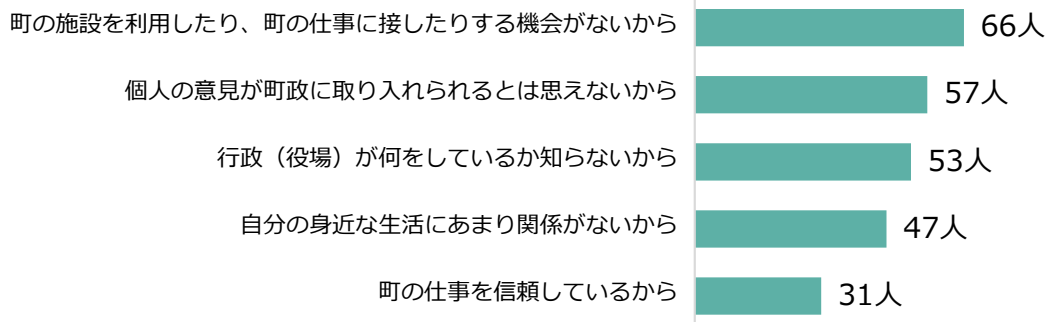 町の施設を利用したり、町の仕事に接したりする機会がないから 66人
個人の意見が町政に取り入れられるとは思えないから 57人
行政（役場）が何をしているか知らないから 53人
自分の身近な生活にあまり関係がないから 47人
町の仕事を信頼しているから 31人